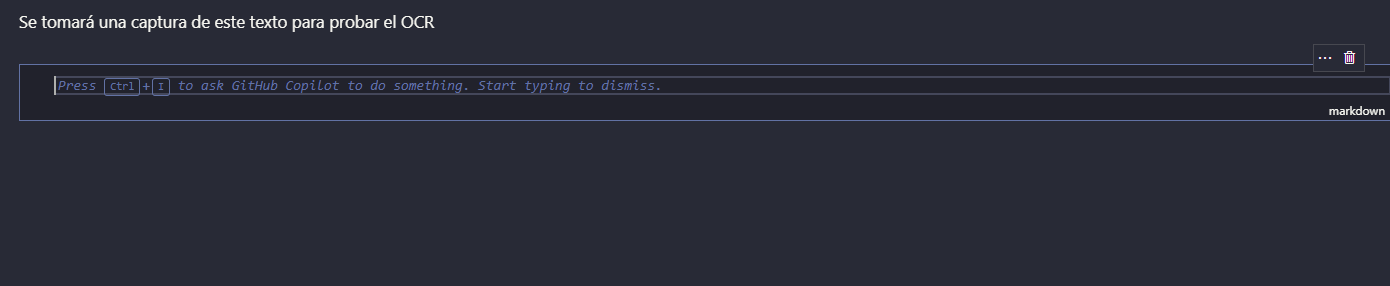 Se tomará una captura de este texto para probar el OCR
Press Ctrl+I to ask GitHub Copilot to do something. Start typing to dismiss.
markdown